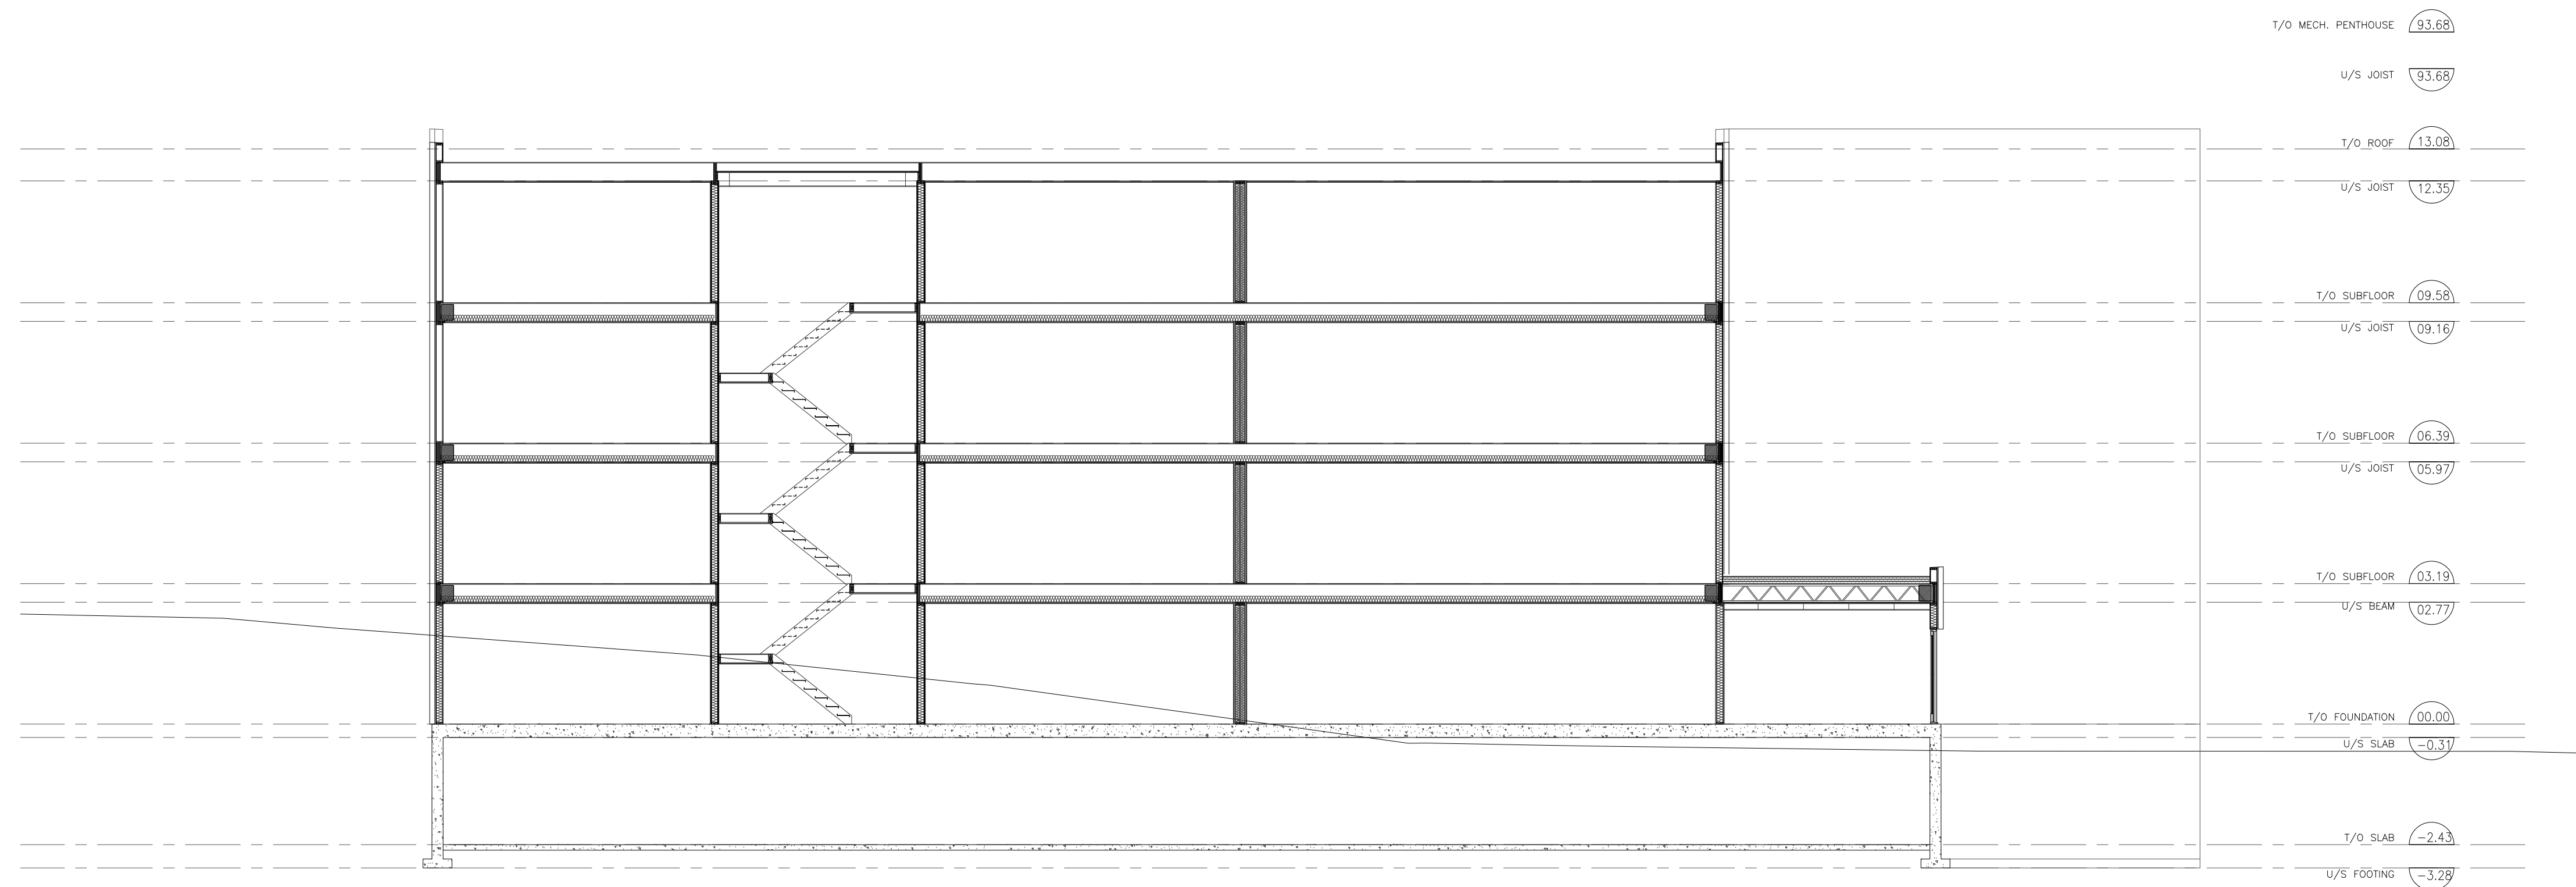 T/O MECH. PENTHOUSE 93.68
U/S JOIST 93.68
T/O ROOF 13.08
U/S JOIST 12.35
T/O SUBFLOOR 09.58
U/S JOIST 09.16
T/O SUBFLOOR 06.39
U/S JOIST 05.97
T/O SUBFLOOR 03.19
U/S BEAM 02.77
T/O FOUNDATION 00.00
U/S SLAB -0.31
T/O SLAB -2.43
U/S FOOTING -3.28